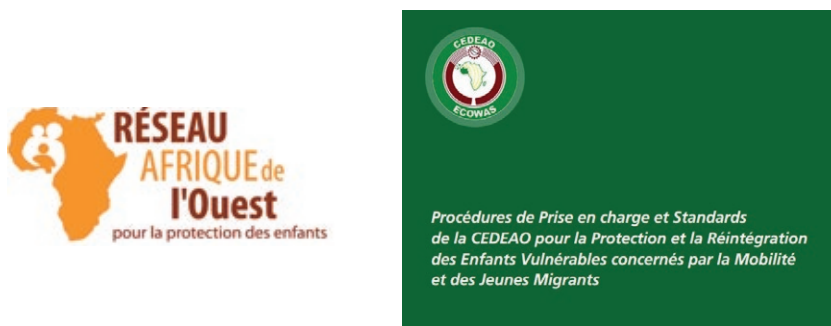 RÉSEAU
AFRIQUE de
l'Ouest
pour la protection des enfants
CEDEAO
ECOWAS
Procédures de Prise en charge et Standards
de la CEDEAO pour la Protection et la Réintégration
des Enfants Vulnérables concernés par la Mobilité
et des Jeunes Migrants